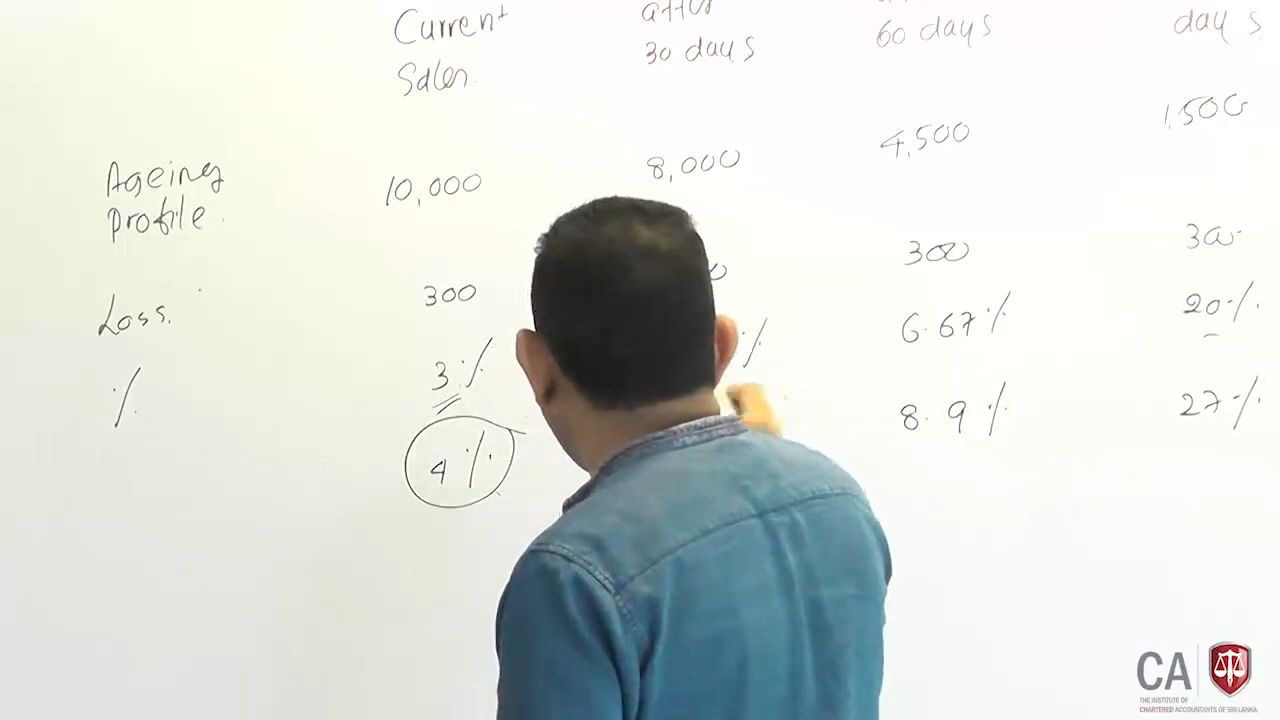 Current
Sales.
after
30 days
60 days
days
Ageing
Profile.
10,000
8,000
4,500
1,500
Loss.
300
300
300
%
3%
%
6.67%
20%
4%
8.9%
27%
CA
THE INSTITUTE OF
CHARTERED ACCOUNTANTS OF SRI LANKA